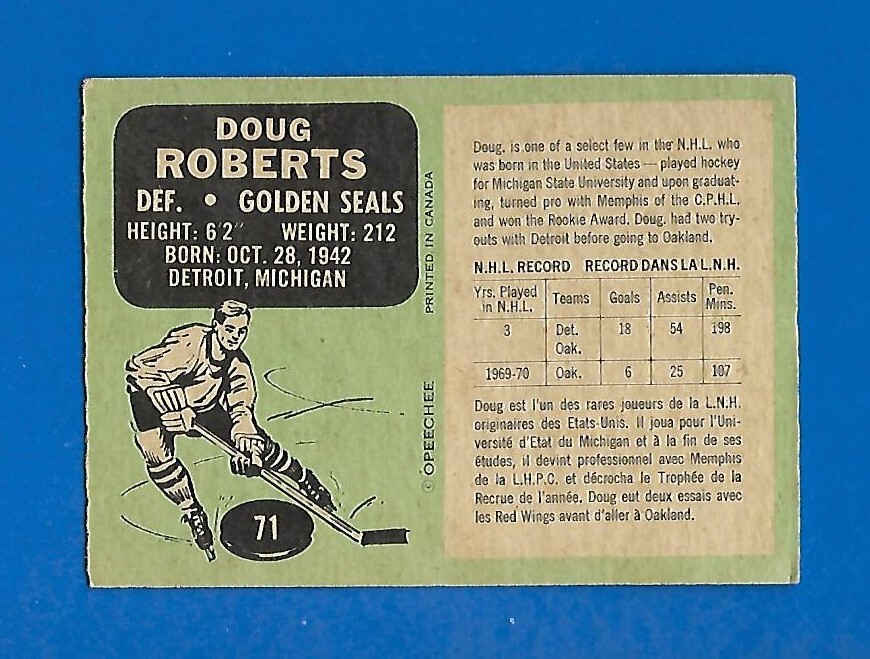 DOUG
ROBERTS
DEF. • GOLDEN SEALS
HEIGHT: 6'2" WEIGHT: 212
BORN: OCT. 28, 1942
DETROIT, MICHIGAN
71
PRINTED IN CANADA
© OPEECHEE
Doug. is one of a select few in the N.H.L. who
was born in the United States — played hockey
for Michigan State University and upon graduat-
ing, turned pro with Memphis of the C.P.H.L.
and won the Rookie Award. Doug. had two try-
outs with Detroit before going to Oakland.
N.H.L. RECORD RECORD DANS LA L.N.H.
Yrs. Played in N.H.L. Teams Goals Assists Pen. Mins.
3 Det. Oak. 18 54 198
1969-70 Oak. 6 25 107
Doug est l'un des rares joueurs de la L.N.H.
originaires des Etats-Unis. Il joua pour l'Uni-
versité d'Etat du Michigan et à la fin de ses
études, il devint professionel avec Memphis
de la L.H.P.C. et décrocha le Trophée de la
Recrue de l'année. Doug eut deux essais avec
les Red Wings avant d'aller à Oakland.